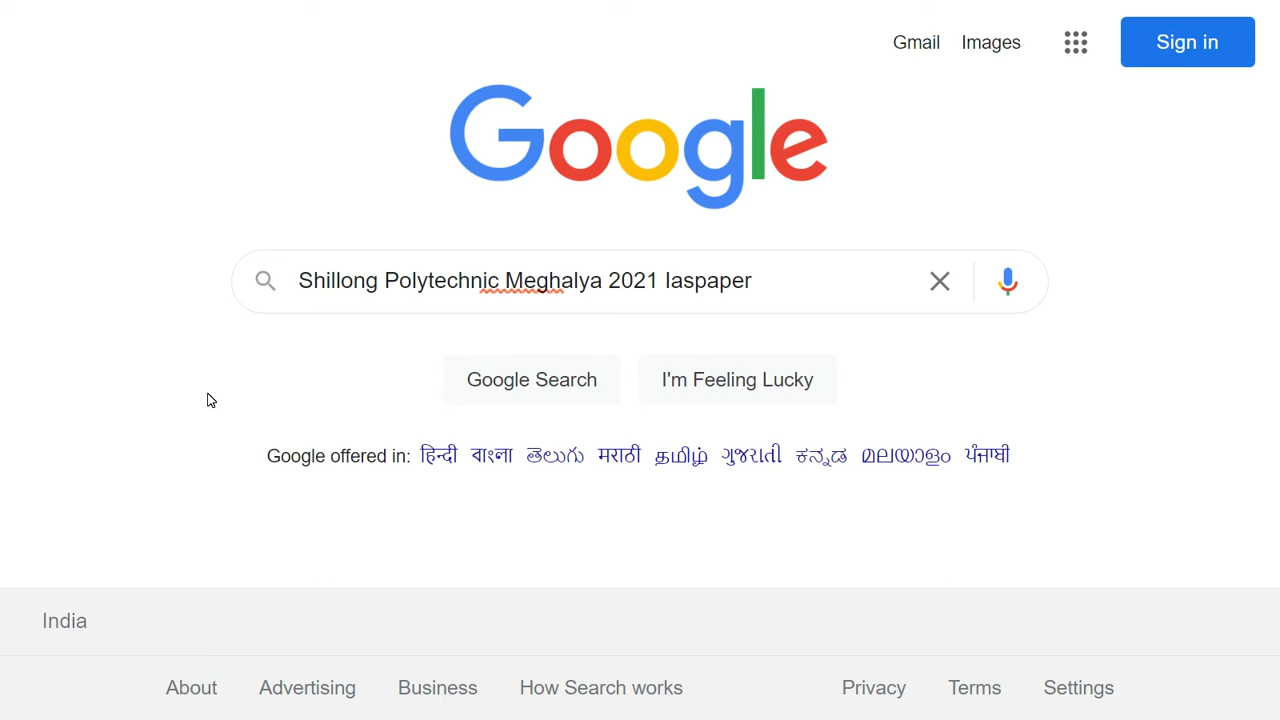 Gmail Images Sign in
Google
Shillong Polytechnic Meghalya 2021 Iaspaper
Google Search I'm Feeling Lucky
Google offered in: हिन्दी বাংলা తెలుగు मराठी தமிழ் ગુજરાતી ಕನ್ನಡ മലയാളം ਪੰਜਾਬੀ
India
About Advertising Business How Search works Privacy Terms Settings